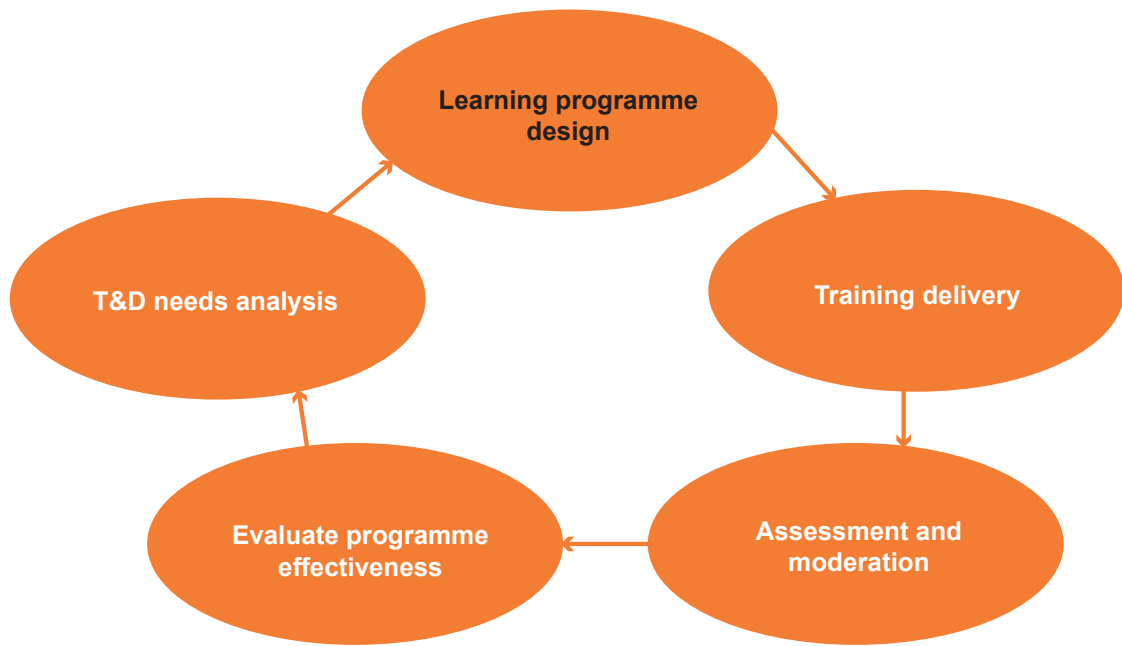 Learning programme
design
T&D needs analysis
Training delivery
Evaluate programme
effectiveness
Assessment and
moderation